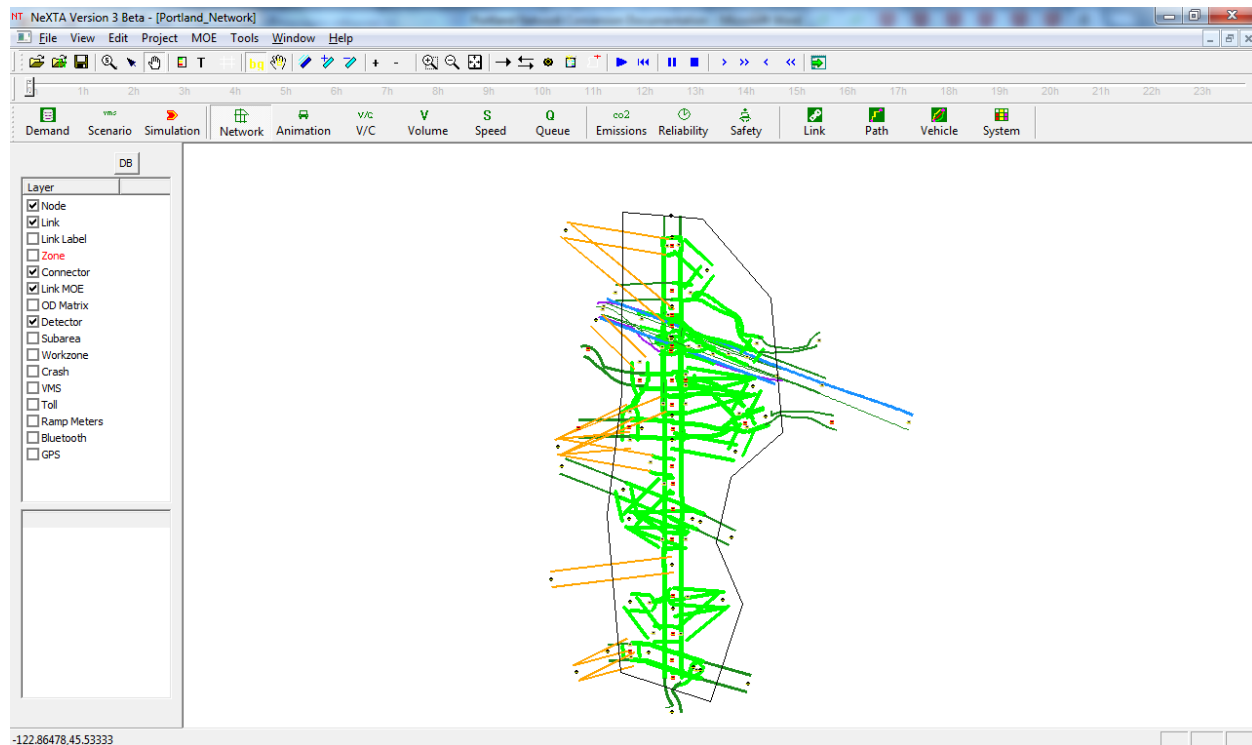 NT NeXTA Version 3 Beta - [Portland_Network]
File View Edit Project MOE Tools Window Help
T bg + -
1h 2h 3h 4h 5h 6h 7h 8h 9h 10h 11h 12h 13h 14h 15h 16h 17h 18h 19h 20h 21h 22h 23h
vms V/C V S Q co2
Demand Scenario Simulation Network Animation V/C Volume Speed Queue Emissions Reliability Safety Link Path Vehicle System
DB
Layer
Node
Link
Link Label
Zone
Connector
Link MOE
OD Matrix
Detector
Subarea
Workzone
Crash
VMS
Toll
Ramp Meters
Bluetooth
GPS
-122.86478,45.53333